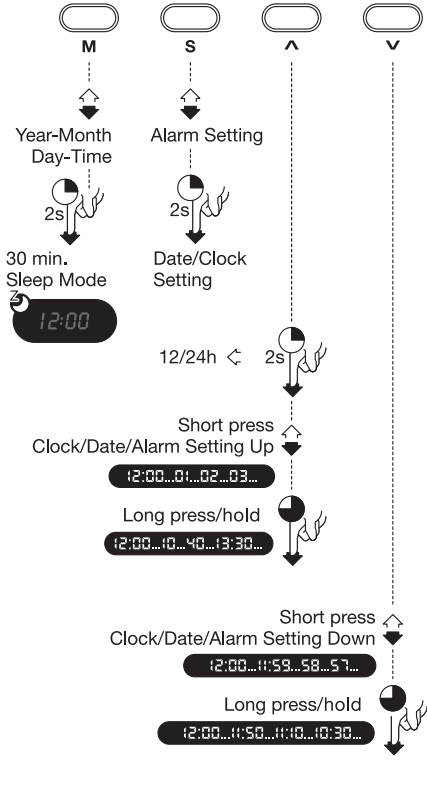 M S ʌ v
Year-Month Alarm Setting
Day-Time
2s 2s
30 min. Date/Clock
Sleep Mode Setting
Z
12:00
12/24h 2s
Short press
Clock/Date/Alarm Setting Up
12:00...01...02...03...
Long press/hold
12:00...10...40...13:30...
Short press
Clock/Date/Alarm Setting Down
12:00...11:59...58...57...
Long press/hold
12:00...11:50...11:10...10:30...